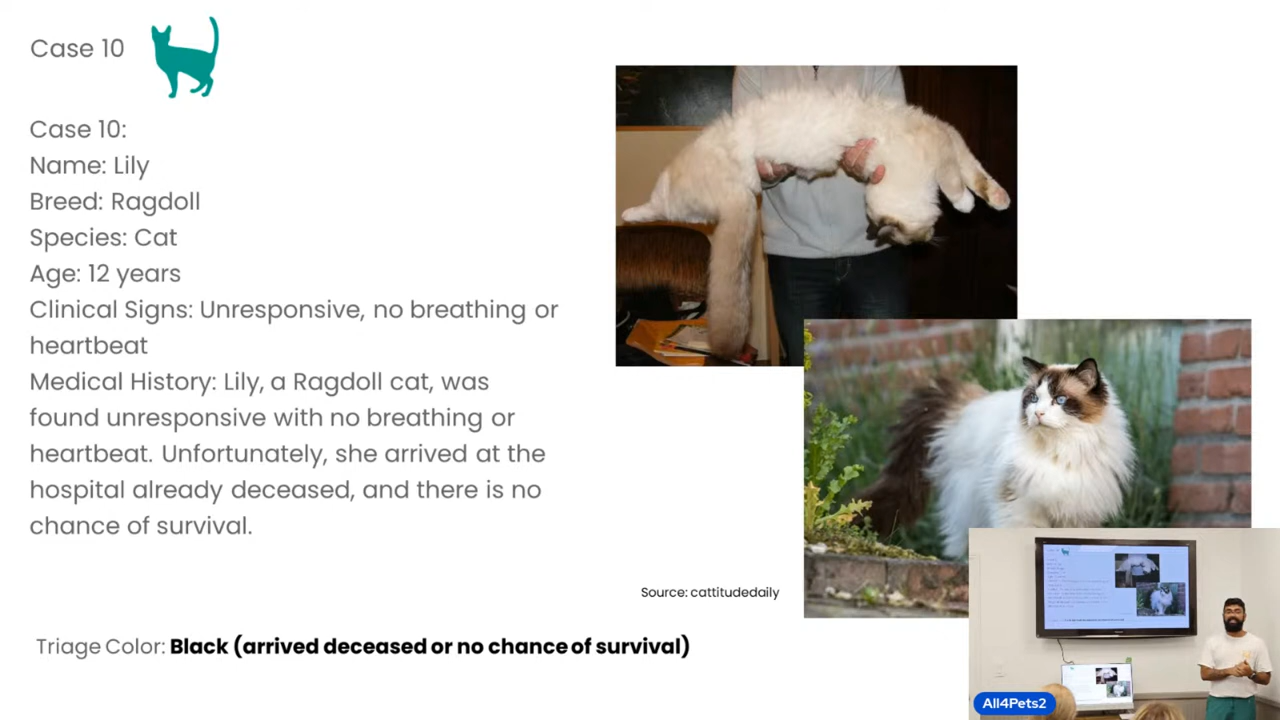 Case 10
Case 10:
Name: Lily
Breed: Ragdoll
Species: Cat
Age: 12 years
Clinical Signs: Unresponsive, no breathing or
heartbeat
Medical History: Lily, a Ragdoll cat, was
found unresponsive with no breathing or
heartbeat. Unfortunately, she arrived at the
hospital already deceased, and there is no
chance of survival.
Source: cattitudedaily
Triage Color: Black (arrived deceased or no chance of survival)
All4Pets2